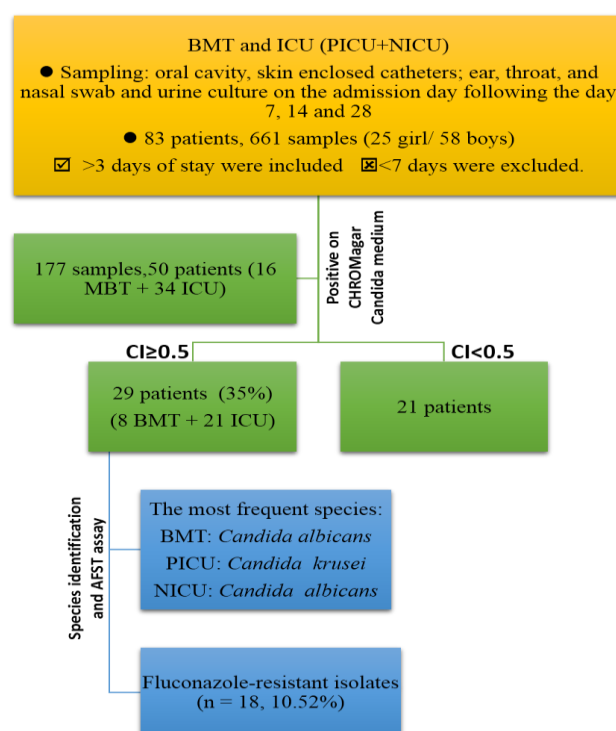 BMT and ICU (PICU+NICU)
● Sampling: oral cavity, skin enclosed catheters; ear, throat, and
nasal swab and urine culture on the admission day following the day
7, 14 and 28
● 83 patients, 661 samples (25 girl/ 58 boys)
☑ >3 days of stay were included ☒<7 days were excluded.
Positive on
CHROMagar
Candida medium
177 samples,50 patients (16
MBT + 34 ICU)
CI≥0.5
CI<0.5
29 patients (35%)
(8 BMT + 21 ICU)
21 patients
Species identification
and AFST assay
The most frequent species:
BMT: Candida albicans
PICU: Candida krusei
NICU: Candida albicans
Fluconazole-resistant isolates
(n = 18, 10.52%)